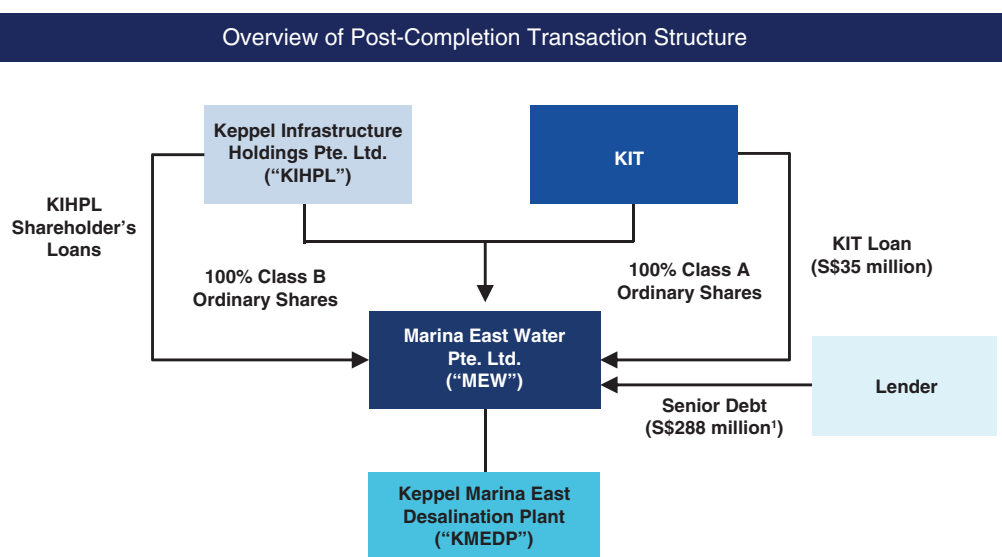 Overview of Post-Completion Transaction Structure
Keppel Infrastructure
Holdings Pte. Ltd.
(“KIHPL”)
KIT
KIHPL
Shareholder’s
Loans
100% Class B
Ordinary Shares
100% Class A
Ordinary Shares
KIT Loan
(S$35 million)
Marina East Water
Pte. Ltd.
(“MEW”)
Senior Debt
(S$288 million¹)
Lender
Keppel Marina East
Desalination Plant
(“KMEDP”)